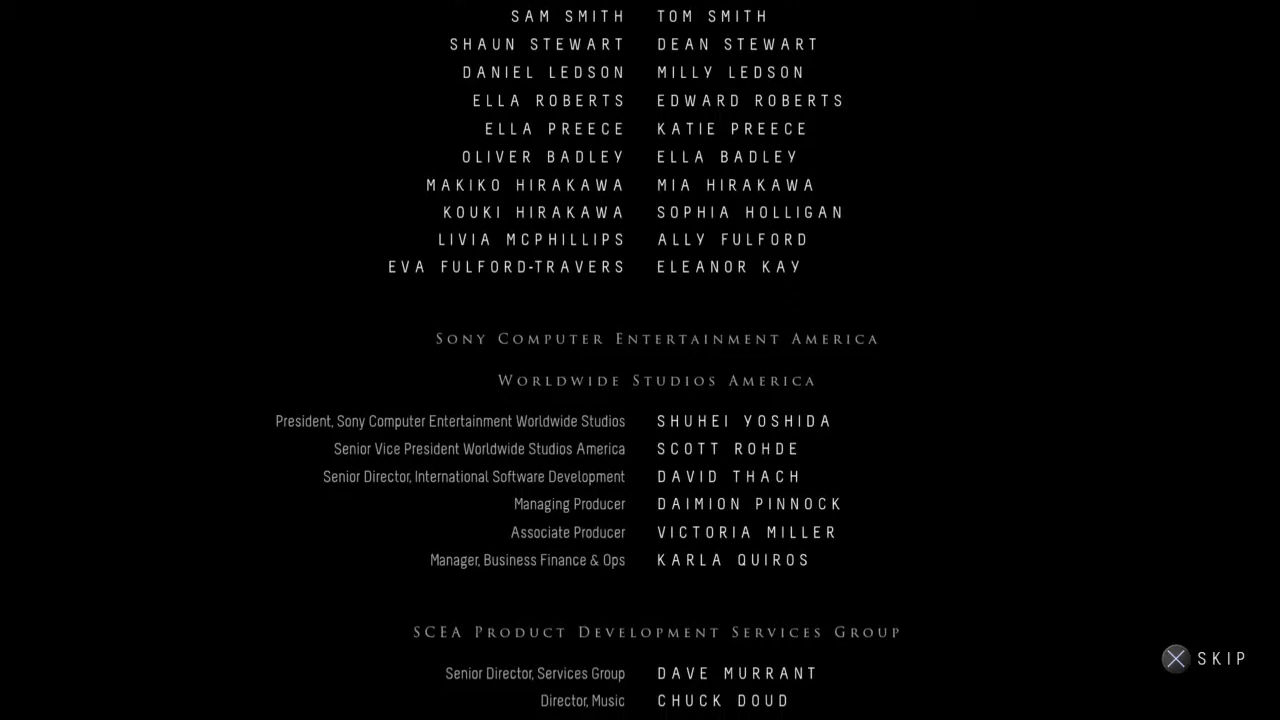 SAM SMITH TOM SMITH
SHAUN STEWART DEAN STEWART
DANIEL LEDSON MILLY LEDSON
ELLA ROBERTS EDWARD ROBERTS
ELLA PREECE KATIE PREECE
OLIVER BADLEY ELLA BADLEY
MAKIKO HIRAKAWA MIA HIRAKAWA
KOUKI HIRAKAWA SOPHIA HOLLIGAN
LIVIA MCPHILLIPS ALLY FULFORD
EVA FULFORD-TRAVERS ELEANOR KAY
SONY COMPUTER ENTERTAINMENT AMERICA
WORLDWIDE STUDIOS AMERICA
President, Sony Computer Entertainment Worldwide Studios SHUHEI YOSHIDA
Senior Vice President Worldwide Studios America SCOTT ROHDE
Senior Director, International Software Development DAVID THACH
Managing Producer DAIMION PINNOCK
Associate Producer VICTORIA MILLER
Manager, Business Finance & Ops KARLA QUIROS
SCEA PRODUCT DEVELOPMENT SERVICES GROUP
Senior Director, Services Group DAVE MURRANT
Director, Music CHUCK DOUD
SKIP